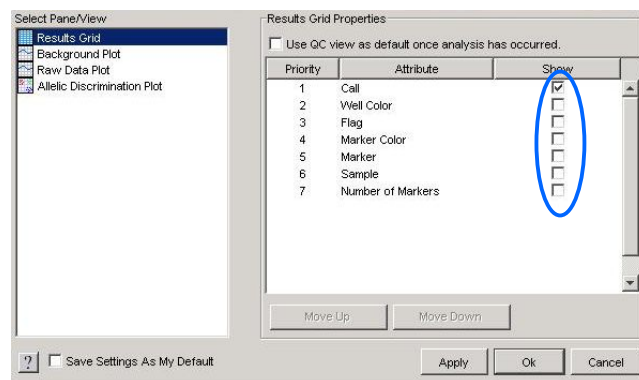 Select Pane/View
Results Grid
Background Plot
Raw Data Plot
Allelic Discrimination Plot
Results Grid Properties
Use QC view as default once analysis has occurred.
Priority Attribute Show
1 Call
2 Well Color
3 Flag
4 Marker Color
5 Marker
6 Sample
7 Number of Markers
Move Up Move Down
? Save Settings As My Default
Apply Ok Cancel